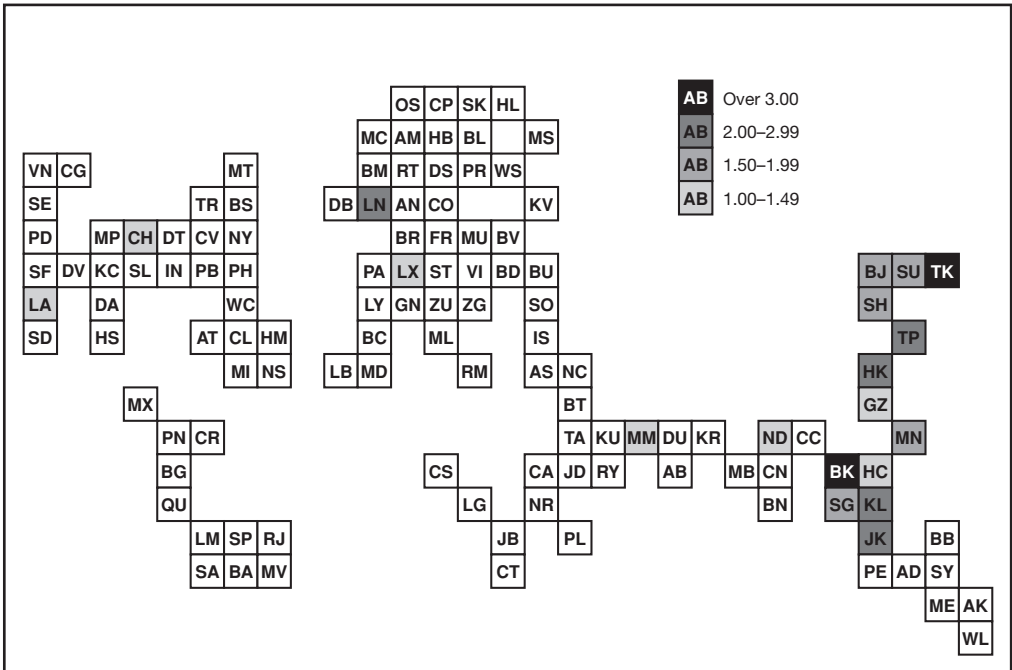 OS CP SK HL
AB Over 3.00
MC AM HB BL MS
AB 2.00–2.99
VN CG MT BM RT DS PR WS
AB 1.50–1.99
SE TR BS DB LN AN CO KV
AB 1.00–1.49
PD MP CH DT CV NY BR FR MU BV
SF DV KC SL IN PB PH PA LX ST VI BD BU BJ SU TK
LA DA WC LY GN ZU ZG SO SH
SD HS AT CL HM BC ML IS TP
MI NS LB MD RM AS NC HK
MX BT GZ
PN CR TA KU MM DU KR ND CC MN
BG CS CA JD RY AB MB CN BK HC
QU LG NR BN SG KL
LM SP RJ JB PL JK BB
SA BA MV CT PE AD SY
ME AK
WL